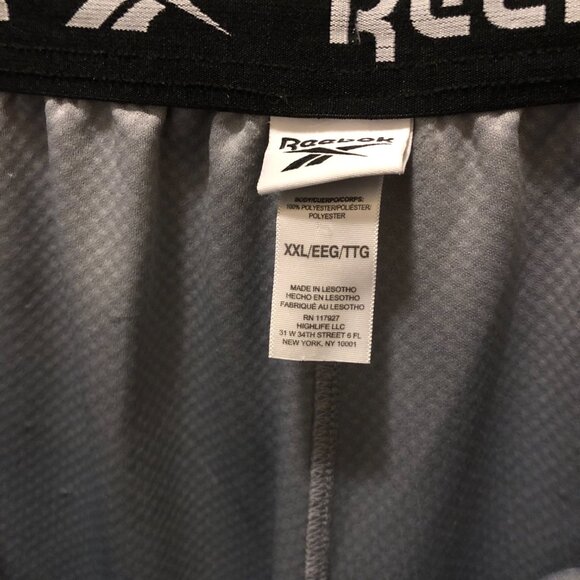 REEB
Reebok
BODY/CUERPO/CORPS:
100% POLYESTER/POLIÉSTER/
POLYESTER
XXL/EEG/TTG
MADE IN LESOTHO
HECHO EN LESOTHO
FABRIQUÉ AU LESOTHO
RN 117927
HIGHLIFE LLC
31 W 34TH STREET 6 FL
NEW YORK, NY 10001